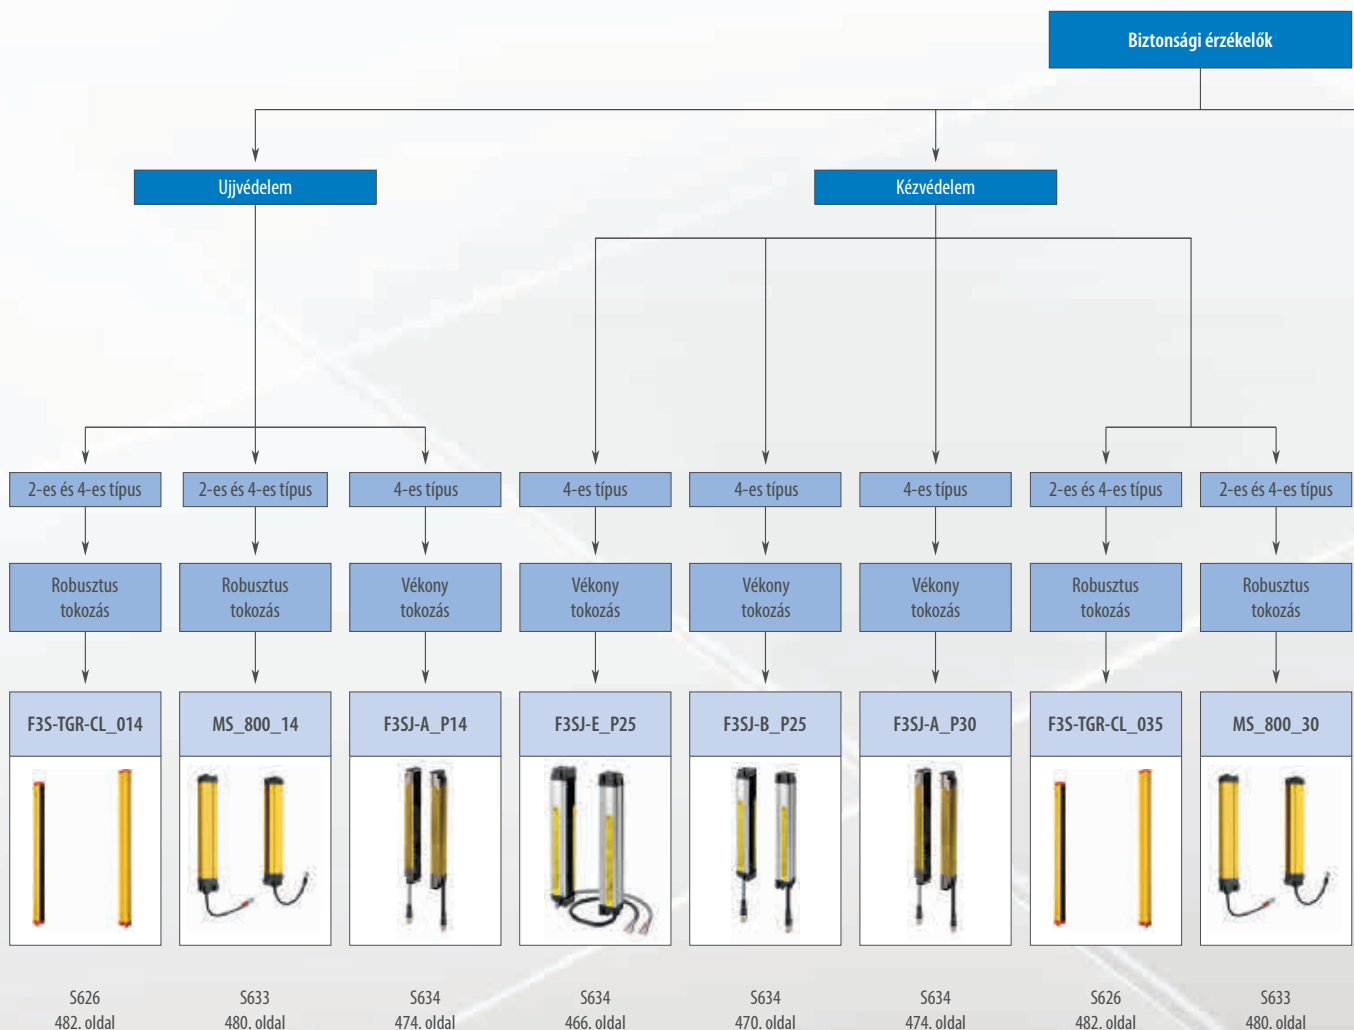 Biztonsági érzékelők
Ujjvédelem
Kézvédelem
2-es és 4-es típus
2-es és 4-es típus
4-es típus
4-es típus
4-es típus
4-es típus
2-es és 4-es típus
2-es és 4-es típus
Robusztus
tokozás
Robusztus
tokozás
Vékony
tokozás
Vékony
tokozás
Vékony
tokozás
Vékony
tokozás
Robusztus
tokozás
Robusztus
tokozás
F3S-TGR-CL_014
MS_800_14
F3SJ-A_P14
F3SJ-E_P25
F3SJ-B_P25
F3SJ-A_P30
F3S-TGR-CL_035
MS_800_30
S626
482. oldal
S633
480. oldal
S634
474. oldal
S634
466. oldal
S634
470. oldal
S634
474. oldal
S626
482. oldal
S633
480. oldal